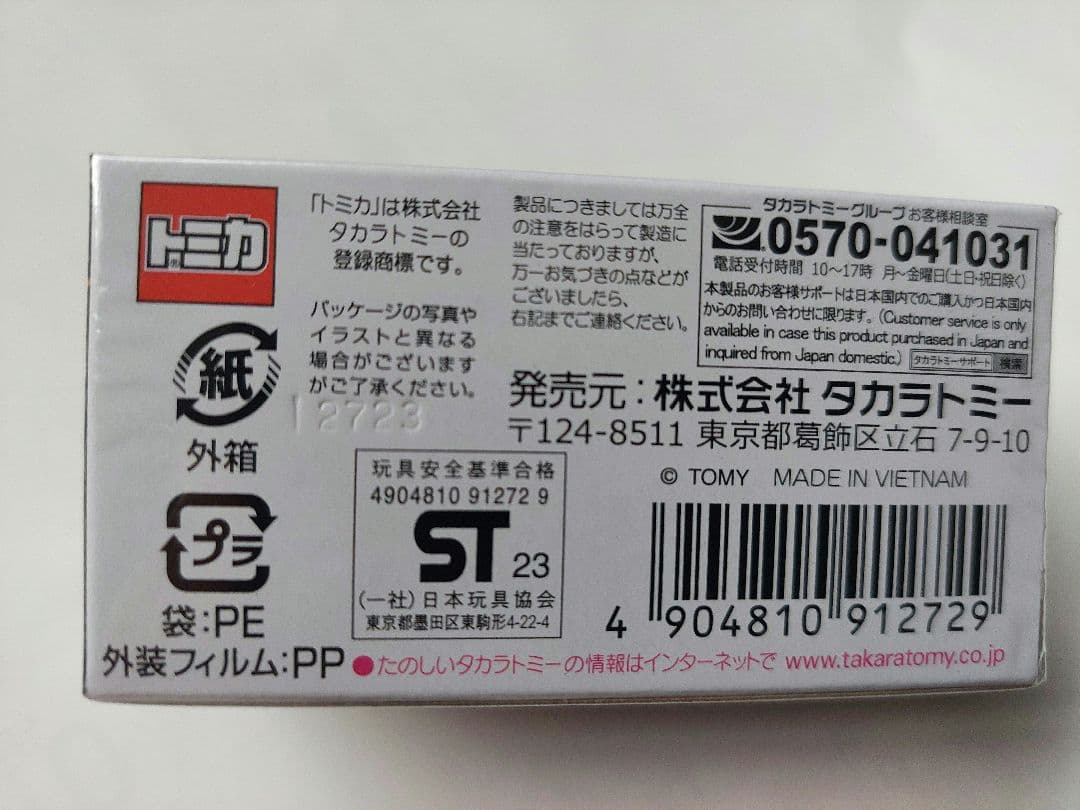 トミカ
「トミカ」は株式会社
タカラトミーの
登録商標です。
パッケージの写真や
イラストと異なる
場合がございます
がご了承ください。
12723
製品につきましては万全
の注意をはらって製造に
当たっておりますが、
万一お気づきの点などが
ございましたら、
右記までご連絡ください。
タカラトミーグループ お客様相談室
0570-041031
電話受付時間 10〜17時 月〜金曜日(土日・祝日除く)
本製品のお客様サポートは日本国内でのご購入かつ日本国内
からのお問い合わせに限ります。(Customer service is only
available in case this product purchased in Japan and
inquired from Japan domestic.) タカラトミーサポート 検索
発売元：株式会社 タカラトミー
〒124-8511 東京都葛飾区立石 7-9-10
© TOMY MADE IN VIETNAM
紙
外箱
プラ
袋:PE
外装フィルム:PP
玩具安全基準合格
4904810 91272 9
ST 23
(一社)日本玩具協会
東京都墨田区東駒形4-22-4
4 904810 912729
●たのしいタカラトミーの情報はインターネットで www.takaratomy.co.jp